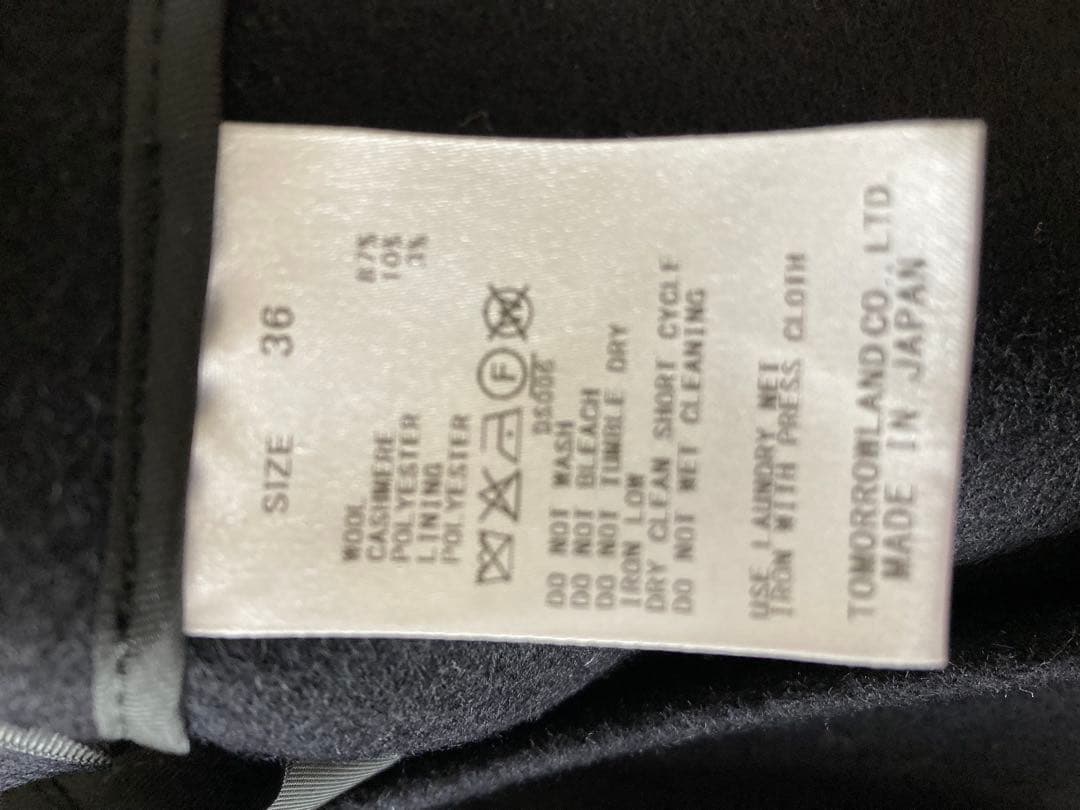 SIZE 36
WOOL 87%
CASHMERE 10%
POLYESTER 3%
LINING
POLYESTER
F W
DS006
DO NOT WASH
DO NOT BLEACH
DO NOT TUMBLE DRY
IRON LOW
DRY CLEAN SHORT CYCLE
DO NOT WET CLEANING
USE LAUNDRY NET
IRON WITH PRESS CLOTH
TOMORROWLAND CO., LTD.
MADE IN JAPAN